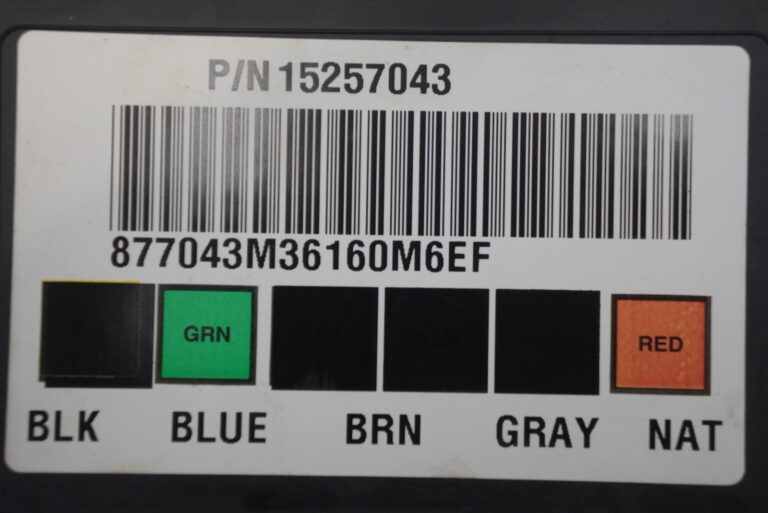 P/N 15257043
877043M36160M6EF
GRN RED
BLK BLUE BRN GRAY NAT